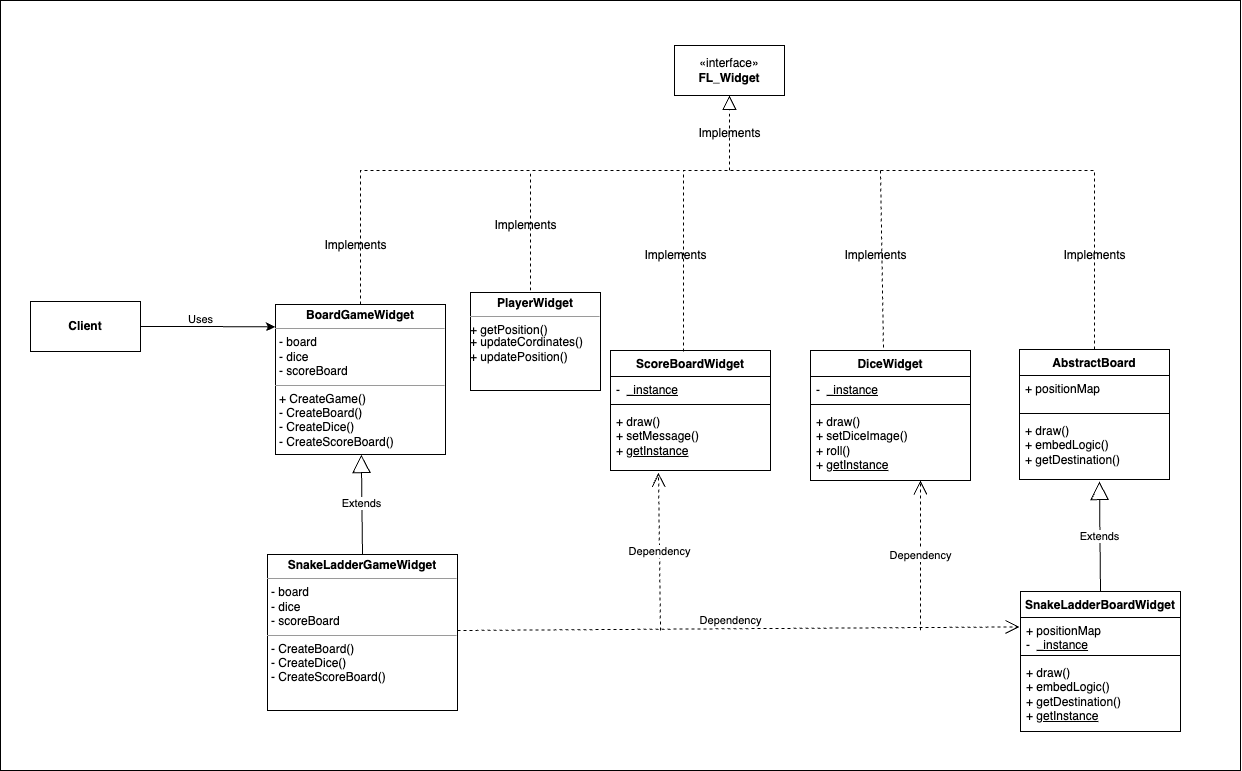 «interface»
FL_Widget
Implements
Implements
Implements
Implements
Implements
Implements
Client
Uses
BoardGameWidget
- board
- dice
- scoreBoard
+ CreateGame()
- CreateBoard()
- CreateDice()
- CreateScoreBoard()
PlayerWidget
+ getPosition()
+ updateCordinates()
+ updatePosition()
ScoreBoardWidget
- _instance
+ draw()
+ setMessage()
+ getInstance
DiceWidget
- _instance
+ draw()
+ setDiceImage()
+ roll()
+ getInstance
AbstractBoard
+ positionMap
+ draw()
+ embedLogic()
+ getDestination()
Extends
Dependency
Dependency
Extends
SnakeLadderGameWidget
- board
- dice
- scoreBoard
- CreateBoard()
- CreateDice()
- CreateScoreBoard()
Dependency
SnakeLadderBoardWidget
+ positionMap
- _instance
+ draw()
+ embedLogic()
+ getDestination()
+ getInstance